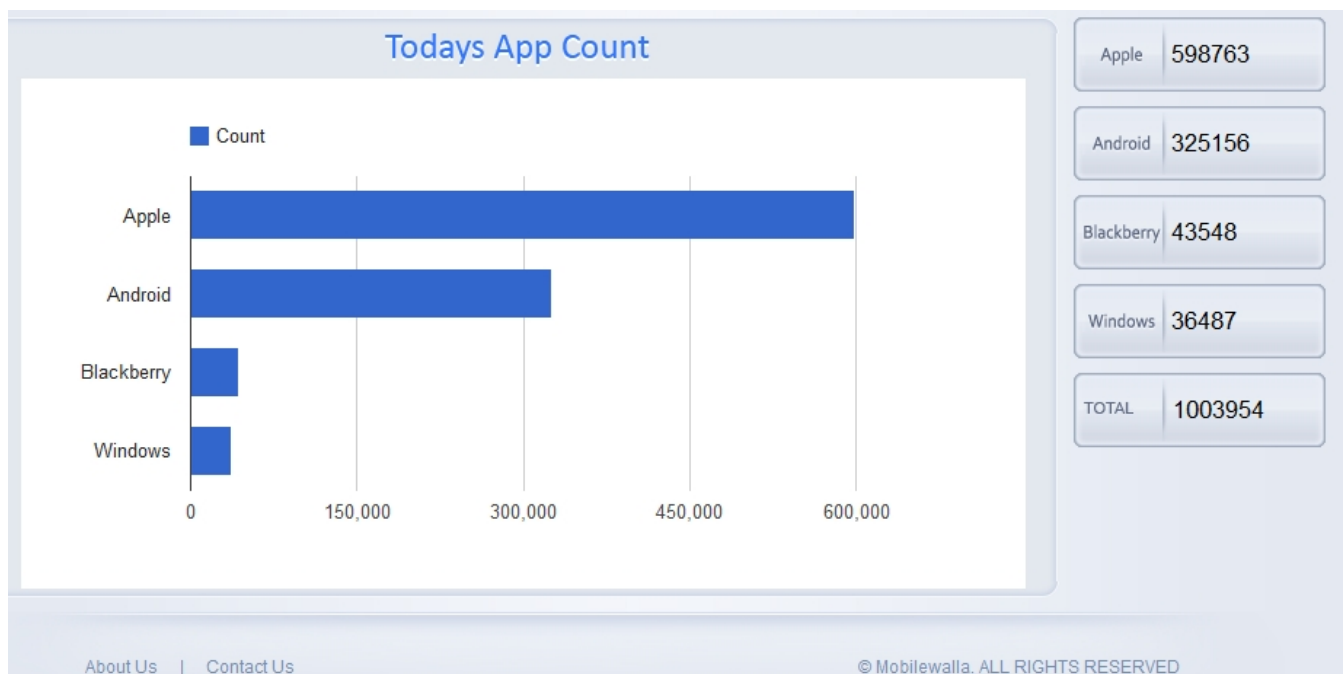 Todays App Count
Count
Apple
Android
Blackberry
Windows
0 150,000 300,000 450,000 600,000
Apple 598763
Android 325156
Blackberry 43548
Windows 36487
TOTAL 1003954
About Us | Contact Us
© Mobilewalla. ALL RIGHTS RESERVED